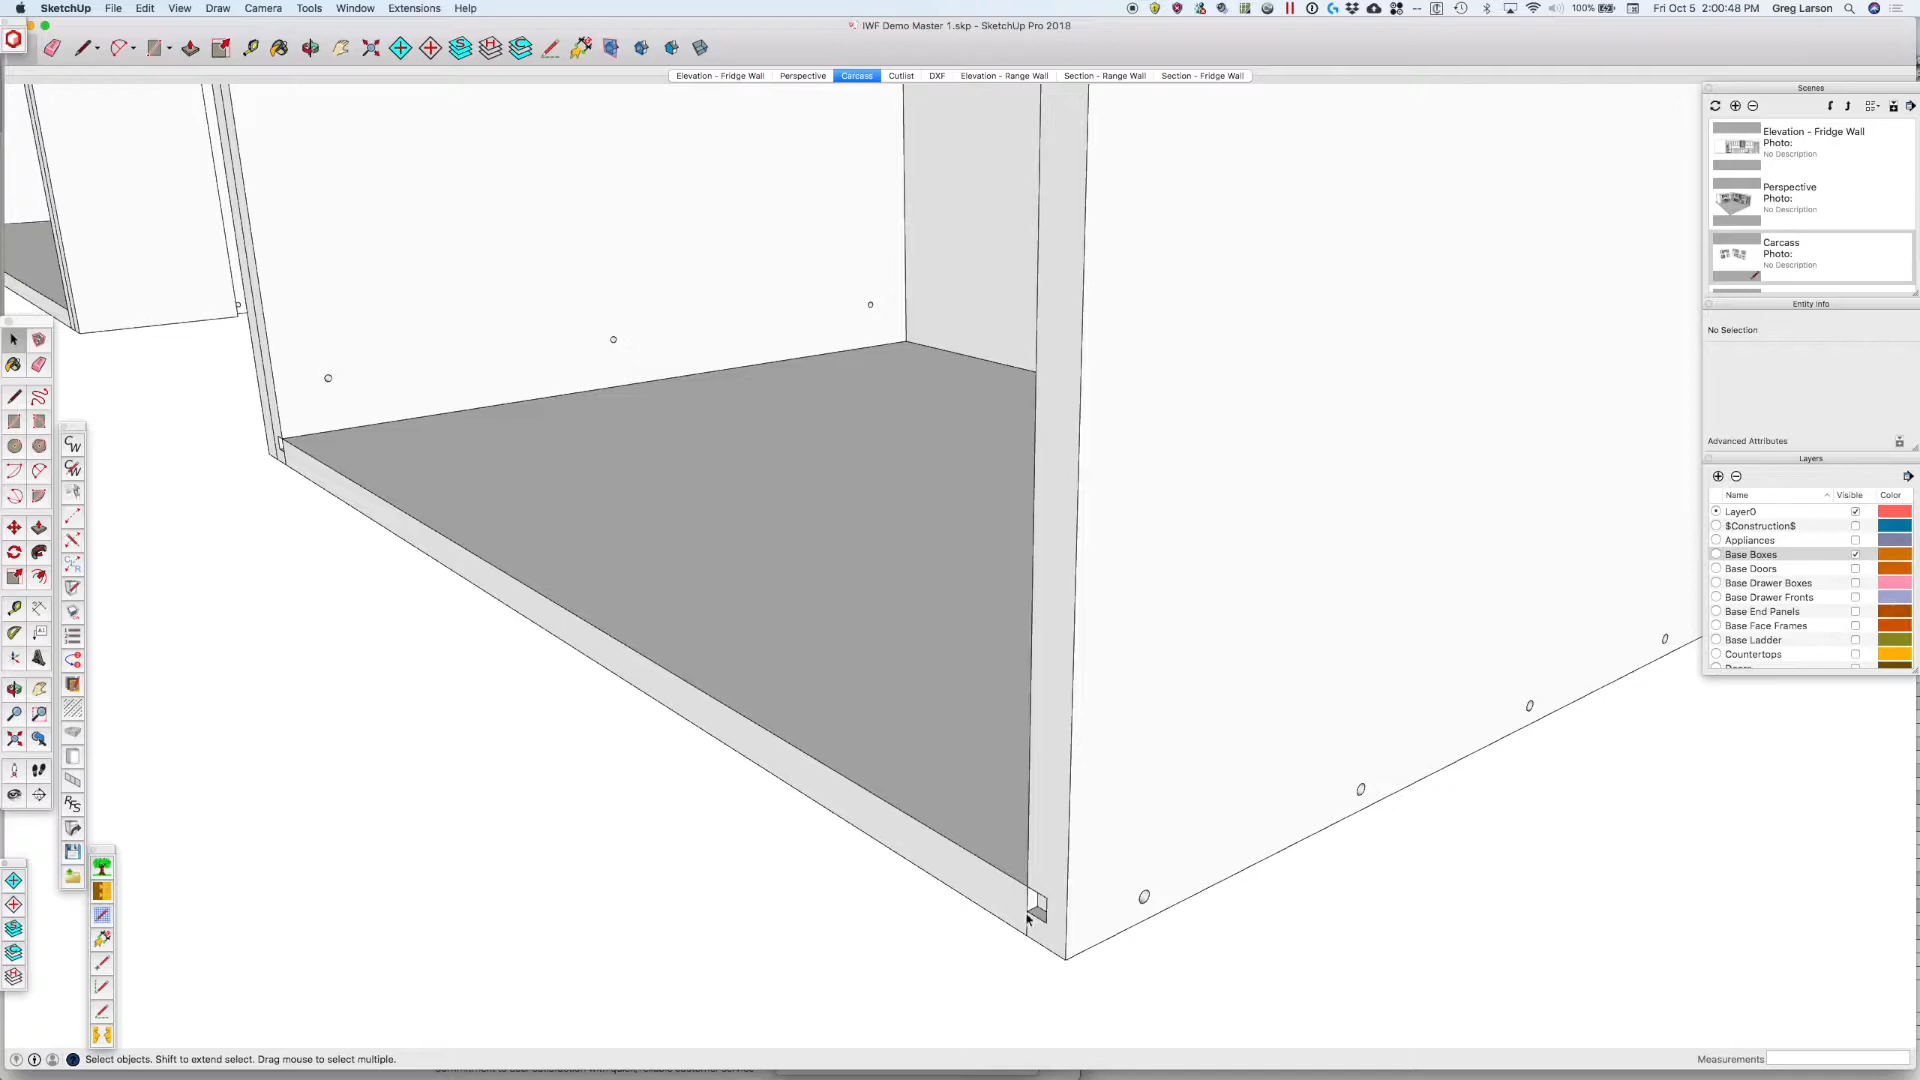 SketchUp File Edit View Draw Camera Tools Window Extensions Help
100% Fri Oct 5 2:00:48 PM Greg Larson
IWF Demo Master 1.skp - SketchUp Pro 2018
Elevation - Fridge Wall Perspective Carcass Cutlist DXF Elevation - Range Wall Section - Range Wall Section - Fridge Wall
Scenes
Elevation - Fridge Wall
Photo:
No Description
Perspective
Photo:
No Description
Carcass
Photo:
No Description
Entity Info
No Selection
Advanced Attributes
Layers
Name Visible Color
Layer0
$Construction$
Appliances
Base Boxes
Base Doors
Base Drawer Boxes
Base Drawer Fronts
Base End Panels
Base Face Frames
Base Ladder
Countertops
CW
CW
CLR
RFS
Select objects. Shift to extend select. Drag mouse to select multiple.
Measurements